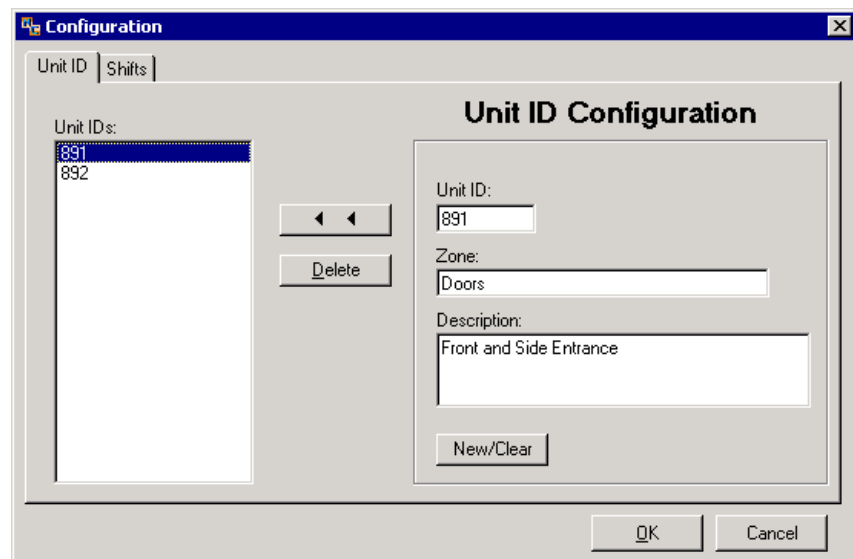 Configuration
Unit ID
Shifts
Unit ID Configuration
Unit IDs:
891
892
Delete
Unit ID:
891
Zone:
Doors
Description:
Front and Side Entrance
New/Clear
OK
Cancel